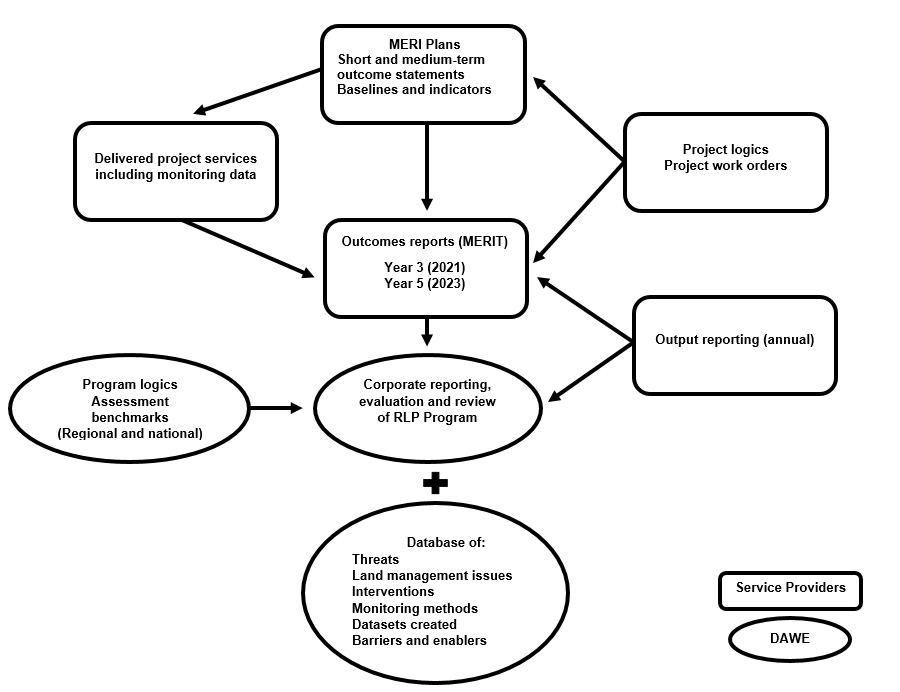 MERI Plans
Short and medium-term
outcome statements
Baselines and indicators
Delivered project services
including monitoring data
Project logics
Project work orders
Outcomes reports (MERIT)
Year 3 (2021)
Year 5 (2023)
Output reporting (annual)
Program logics
Assessment
benchmarks
(Regional and national)
Corporate reporting,
evaluation and review
of RLP Program
Database of:
Threats
Land management issues
Interventions
Monitoring methods
Datasets created
Barriers and enablers
Service Providers
DAWE